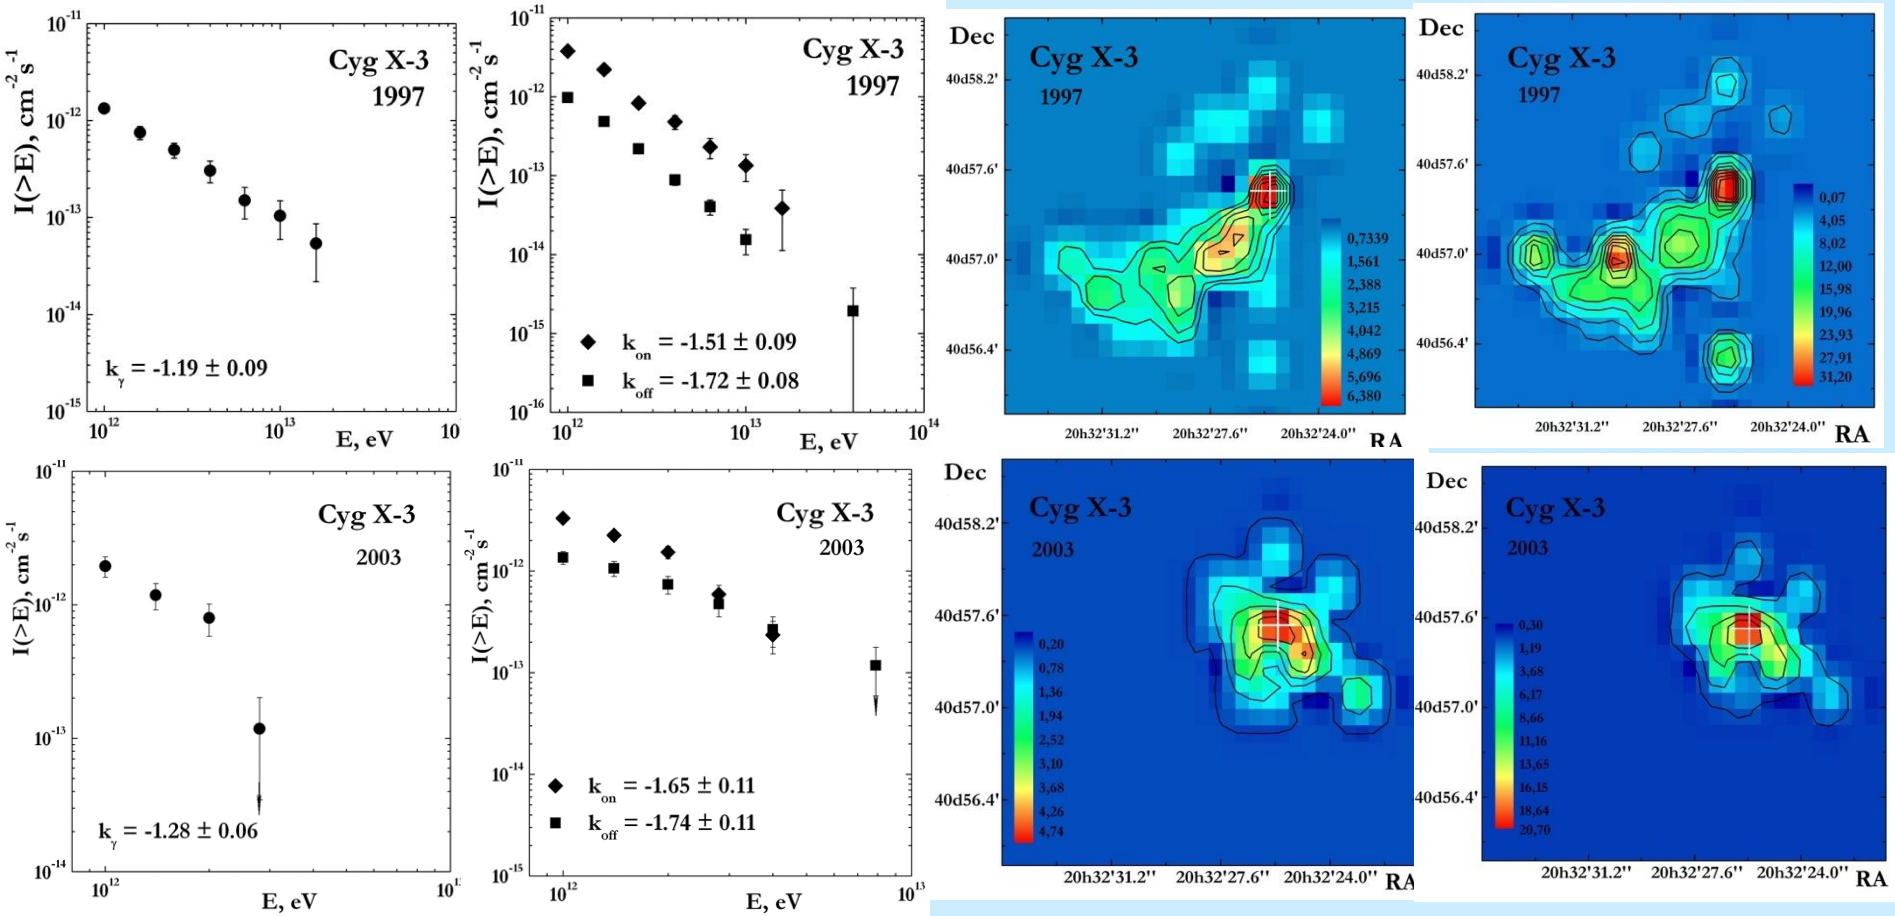 10^-11
10^-12
10^-13
10^-14
10^-15
I(>E), cm^-2 s^-1
Cyg X-3
1997
k_γ = -1.19 ± 0.09
10^12
10^13
10
E, eV
10^-11
10^-12
10^-13
10^-14
10^-15
10^-16
I(>E), cm^-2 s^-1
Cyg X-3
1997
k_on = -1.51 ± 0.09
k_off = -1.72 ± 0.08
10^12
10^13
10^14
E, eV
Dec
Cyg X-3
1997
40d58.2'
40d57.6'
40d57.0'
40d56.4'
0,7339
1,561
2,388
3,215
4,042
4,869
5,696
6,380
20h32'31.2"
20h32'27.6"
20h32'24.0"
RA
Dec
Cyg X-3
1997
40d58.2'
40d57.6'
40d57.0'
40d56.4'
0,07
4,05
8,02
12,00
15,98
19,96
23,93
27,91
31,20
20h32'31.2"
20h32'27.6"
20h32'24.0"
RA
10^-11
10^-12
10^-13
10^-14
I(>E), cm^-2 s^-1
Cyg X-3
2003
k_γ = -1.28 ± 0.06
10^12
E, eV
10^-11
10^-12
10^-13
10^-14
10^-15
I(>E), cm^-2 s^-1
Cyg X-3
2003
k_on = -1.65 ± 0.11
k_off = -1.74 ± 0.11
10^12
10^13
E, eV
Dec
Cyg X-3
2003
40d58.2'
40d57.6'
40d57.0'
40d56.4'
0,20
0,78
1,36
1,94
2,52
3,10
3,68
4,26
4,74
20h32'31.2"
20h32'27.6"
20h32'24.0"
RA
Dec
Cyg X-3
2003
40d58.2'
40d57.6'
40d57.0'
40d56.4'
0,30
1,19
3,68
6,17
8,66
11,16
13,65
16,15
18,64
20,70
20h32'31.2"
20h32'27.6"
20h32'24.0"
RA